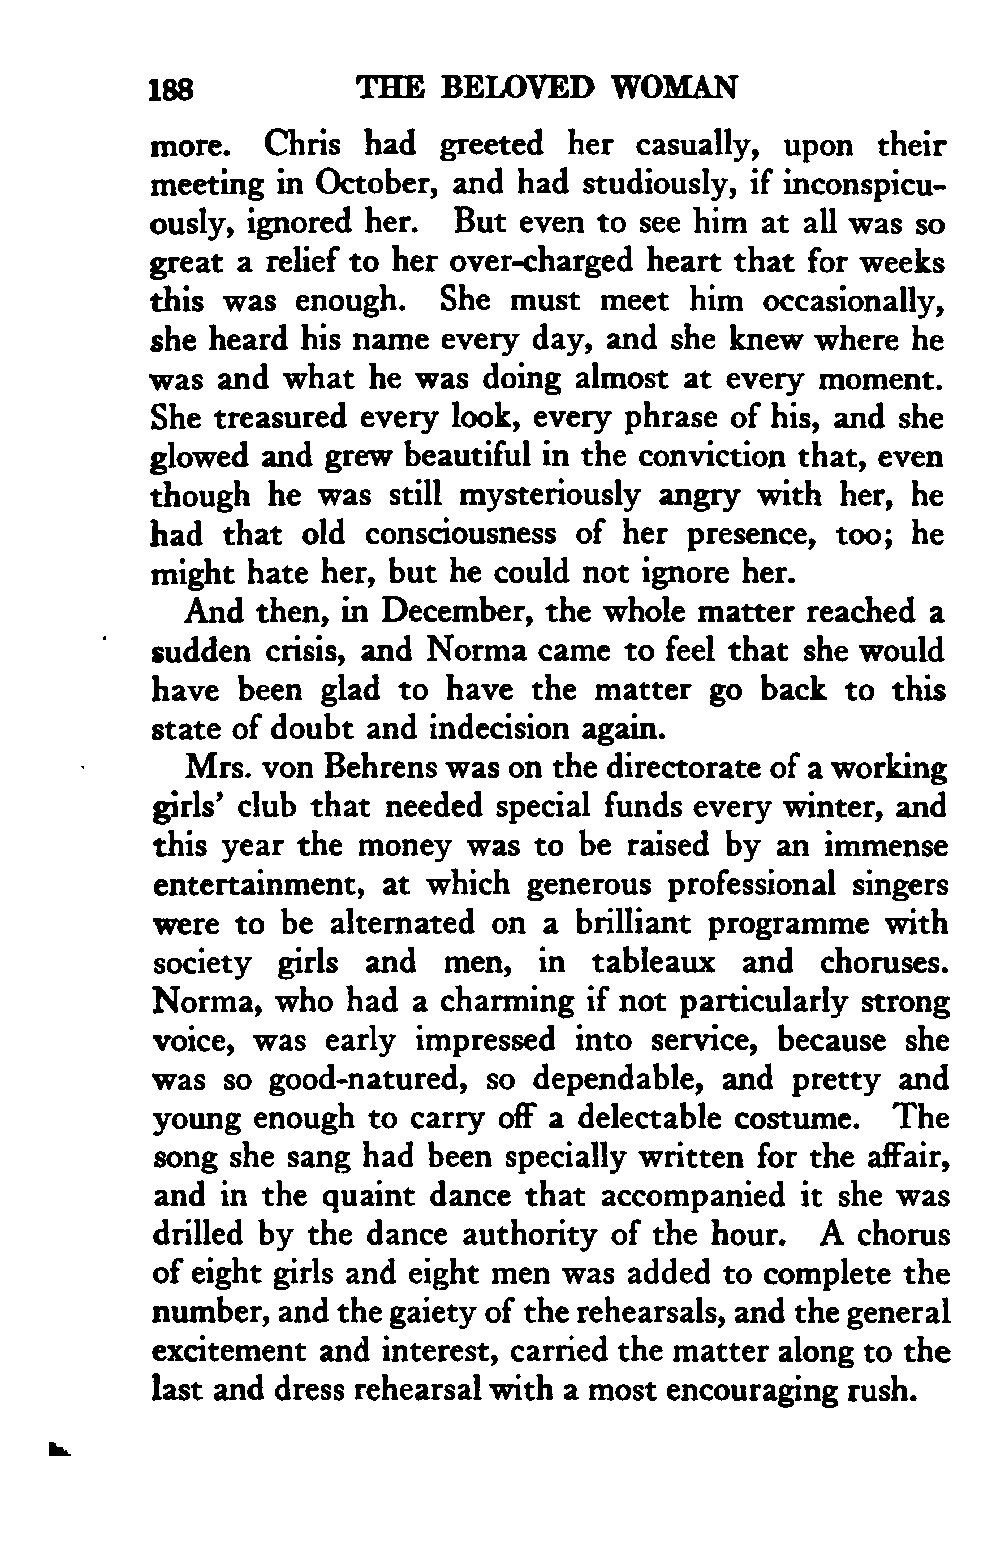 188 THE BELOVED WOMAN
more. Chris had greeted her casually, upon their
meeting in October, and had studiously, if inconspicu-
ously, ignored her. But even to see him at all was so
great a relief to her over-charged heart that for weeks
this was enough. She must meet him occasionally,
she heard his name every day, and she knew where he
was and what he was doing almost at every moment.
She treasured every look, every phrase of his, and she
glowed and grew beautiful in the conviction that, even
though he was still mysteriously angry with her, he
had that old consciousness of her presence, too; he
might hate her, but he could not ignore her.
And then, in December, the whole matter reached a
sudden crisis, and Norma came to feel that she would
have been glad to have the matter go back to this
state of doubt and indecision again.
Mrs. von Behrens was on the directorate of a working
girls' club that needed special funds every winter, and
this year the money was to be raised by an immense
entertainment, at which generous professional singers
were to be alternated on a brilliant programme with
society girls and men, in tableaux and choruses.
Norma, who had a charming if not particularly strong
voice, was early impressed into service, because she
was so good-natured, so dependable, and pretty and
young enough to carry off a delectable costume. The
song she sang had been specially written for the affair,
and in the quaint dance that accompanied it she was
drilled by the dance authority of the hour. A chorus
of eight girls and eight men was added to complete the
number, and the gaiety of the rehearsals, and the general
excitement and interest, carried the matter along to the
last and dress rehearsal with a most encouraging rush.